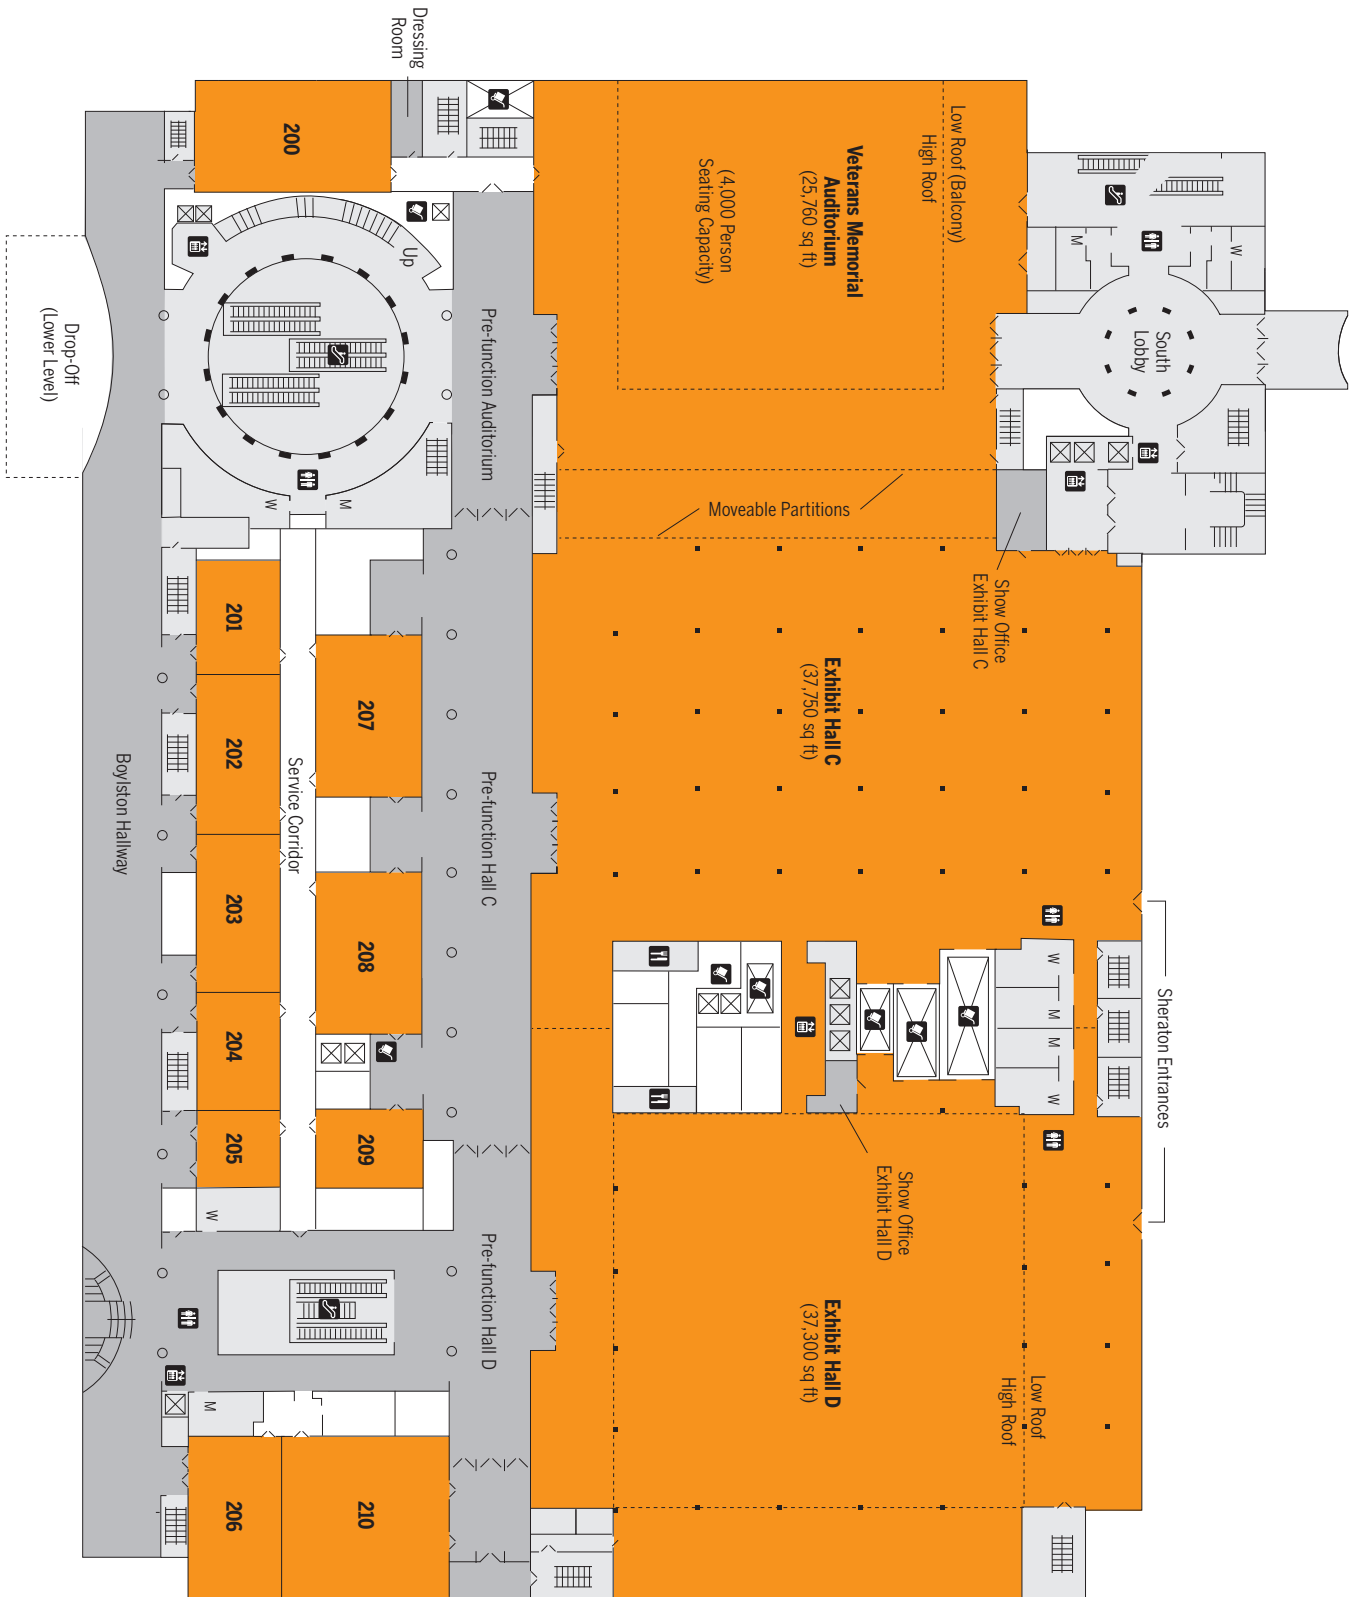 Dressing
Room
200
Low Roof (Balcony)
High Roof
Veterans Memorial
Auditorium
(25,760 sq ft)
(4,000 Person
Seating Capacity)
M
W
Up
South
Lobby
Drop-Off
(Lower Level)
Pre-function Auditorium
W
M
Moveable Partitions
Show Office
Exhibit Hall C
201
202
203
204
205
207
208
209
Service Corridor
Boylston Hallway
Pre-function Hall C
Exhibit Hall C
(37,750 sq ft)
W
M
M
W
Sheraton Entrances
Show Office
Exhibit Hall D
W
Pre-function Hall D
Exhibit Hall D
(37,300 sq ft)
Low Roof
High Roof
M
206
210